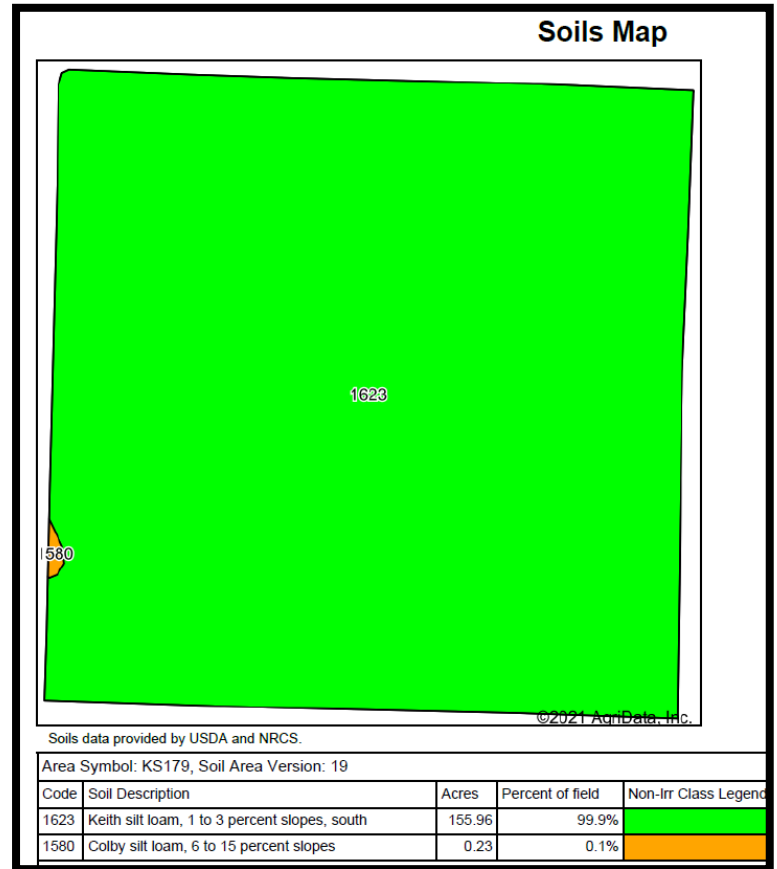 Soils Map
1623
1580
©2021 AgriData, Inc.
Soils data provided by USDA and NRCS.
Area Symbol: KS179, Soil Area Version: 19
Code Soil Description Acres Percent of field Non-Irr Class Legend
1623 Keith silt loam, 1 to 3 percent slopes, south 155.96 99.9%
1580 Colby silt loam, 6 to 15 percent slopes 0.23 0.1%